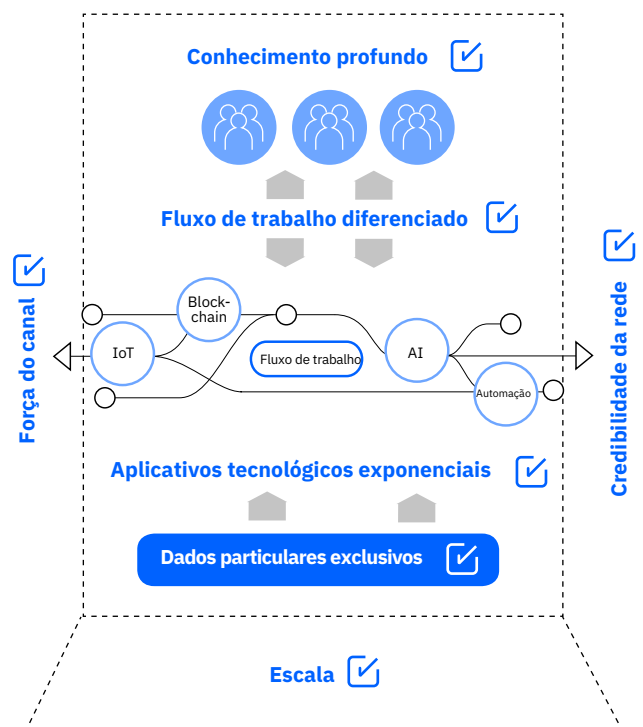 Conhecimento profundo
Fluxo de trabalho diferenciado
Força do canal
Credibilidade da rede
Block-
chain
IoT
Fluxo de trabalho
AI
Automação
Aplicativos tecnológicos exponenciais
Dados particulares exclusivos
Escala